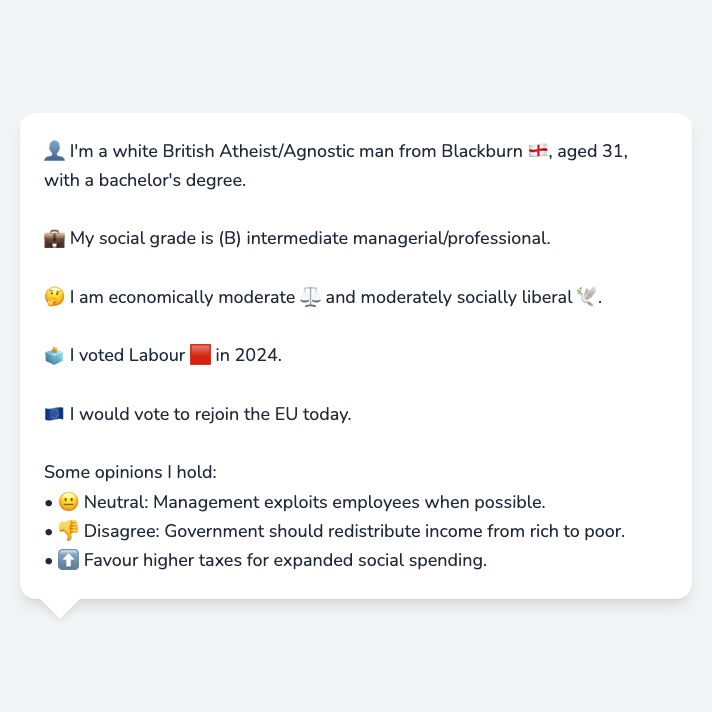 👤 I'm a white British Atheist/Agnostic man from Blackburn 🏴󠁧󠁢󠁥󠁮󠁧󠁿, aged 31,
with a bachelor's degree.
💼 My social grade is (B) intermediate managerial/professional.
🤔 I am economically moderate ⚖️ and moderately socially liberal 🕊️.
🗳️ I voted Labour 🟥 in 2024.
🇪🇺 I would vote to rejoin the EU today.
Some opinions I hold:
• 😐 Neutral: Management exploits employees when possible.
• 👎 Disagree: Government should redistribute income from rich to poor.
• ⬆️ Favour higher taxes for expanded social spending.